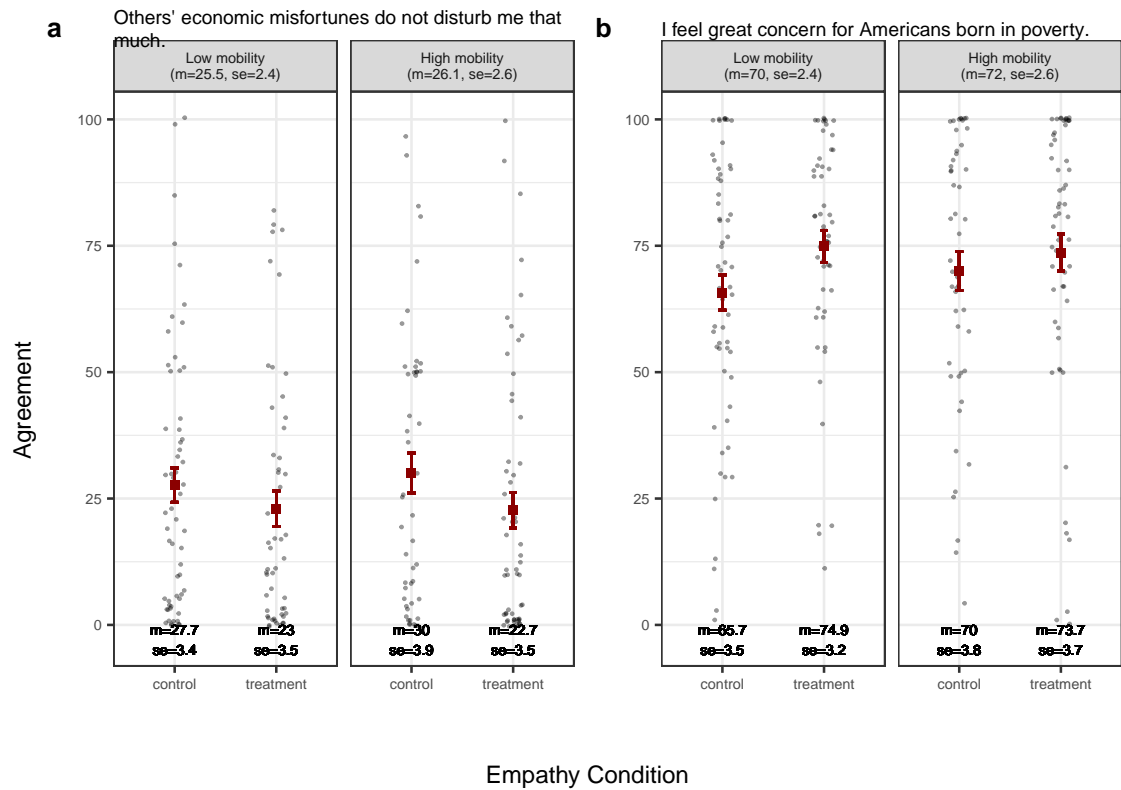 a
Others' economic misfortunes do not disturb me that
much.
Low mobility
(m=25.5, se=2.4)
High mobility
(m=26.1, se=2.6)
b
I feel great concern for Americans born in poverty.
Low mobility
(m=70, se=2.4)
High mobility
(m=72, se=2.6)
Agreement
100
75
50
25
0
m=27.7
se=3.4
m=23
se=3.5
m=30
se=3.9
m=22.7
se=3.5
control
treatment
control
treatment
100
75
50
25
0
m=65.7
se=3.5
m=74.9
se=3.2
m=70
se=3.8
m=73.7
se=3.7
control
treatment
control
treatment
Empathy Condition